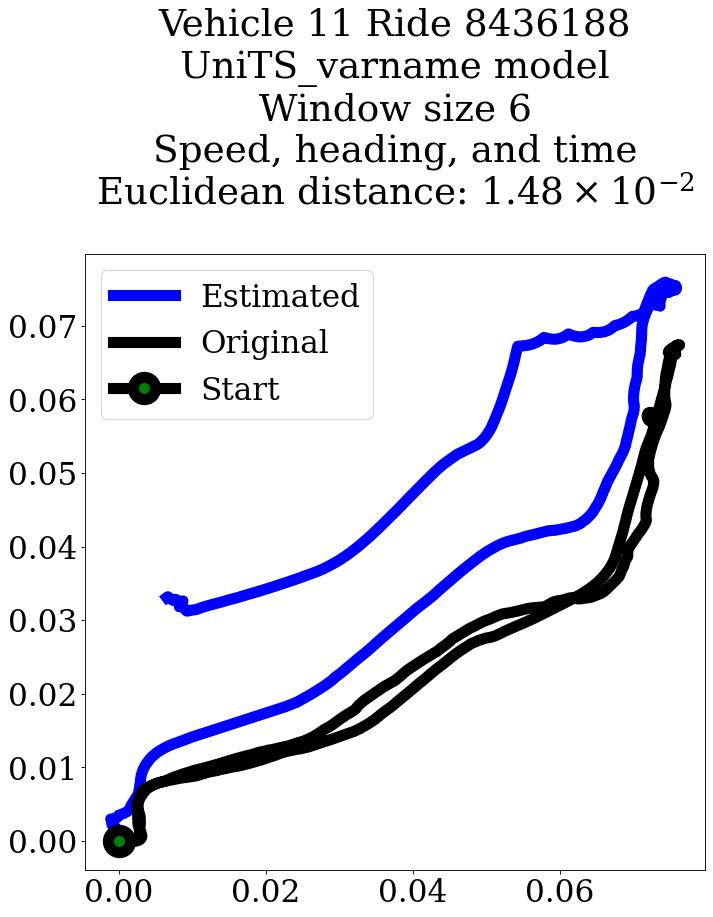 Vehicle 11 Ride 8436188
UniTS_varname model
Window size 6
Speed, heading, and time
Euclidean distance: 1.48 × 10⁻²
Estimated
Original
Start
0.07
0.06
0.05
0.04
0.03
0.02
0.01
0.00
0.00 0.02 0.04 0.06